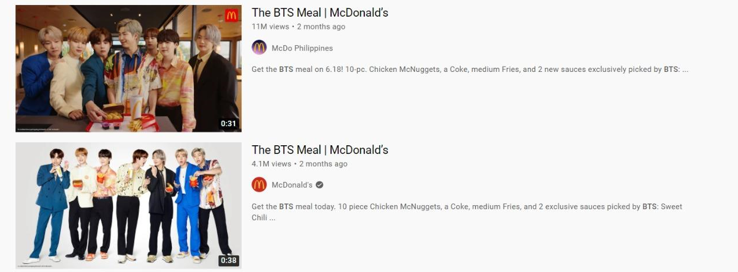 The BTS Meal | McDonald's
11M views • 2 months ago
McDo Philippines
Get the BTS meal on 6.18! 10-pc. Chicken McNuggets, a Coke, medium Fries, and 2 new sauces exclusively picked by BTS: ...
0:31
The BTS Meal | McDonald's
4.1M views • 2 months ago
McDonald's
Get the BTS meal today. 10 piece Chicken McNuggets, a Coke, medium Fries, and 2 exclusive sauces picked by BTS: Sweet
Chili ...
0:38